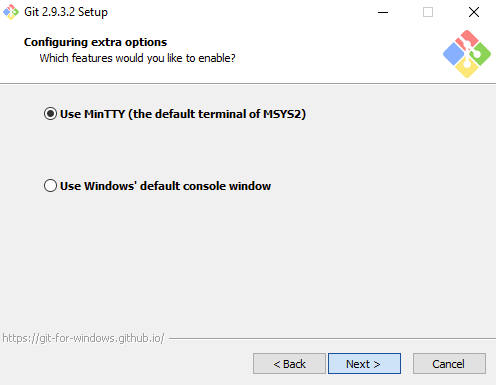 Git 2.9.3.2 Setup
Configuring extra options
Which features would you like to enable?
Use MinTTY (the default terminal of MSYS2)
Use Windows' default console window
https://git-for-windows.github.io/
< Back
Next >
Cancel